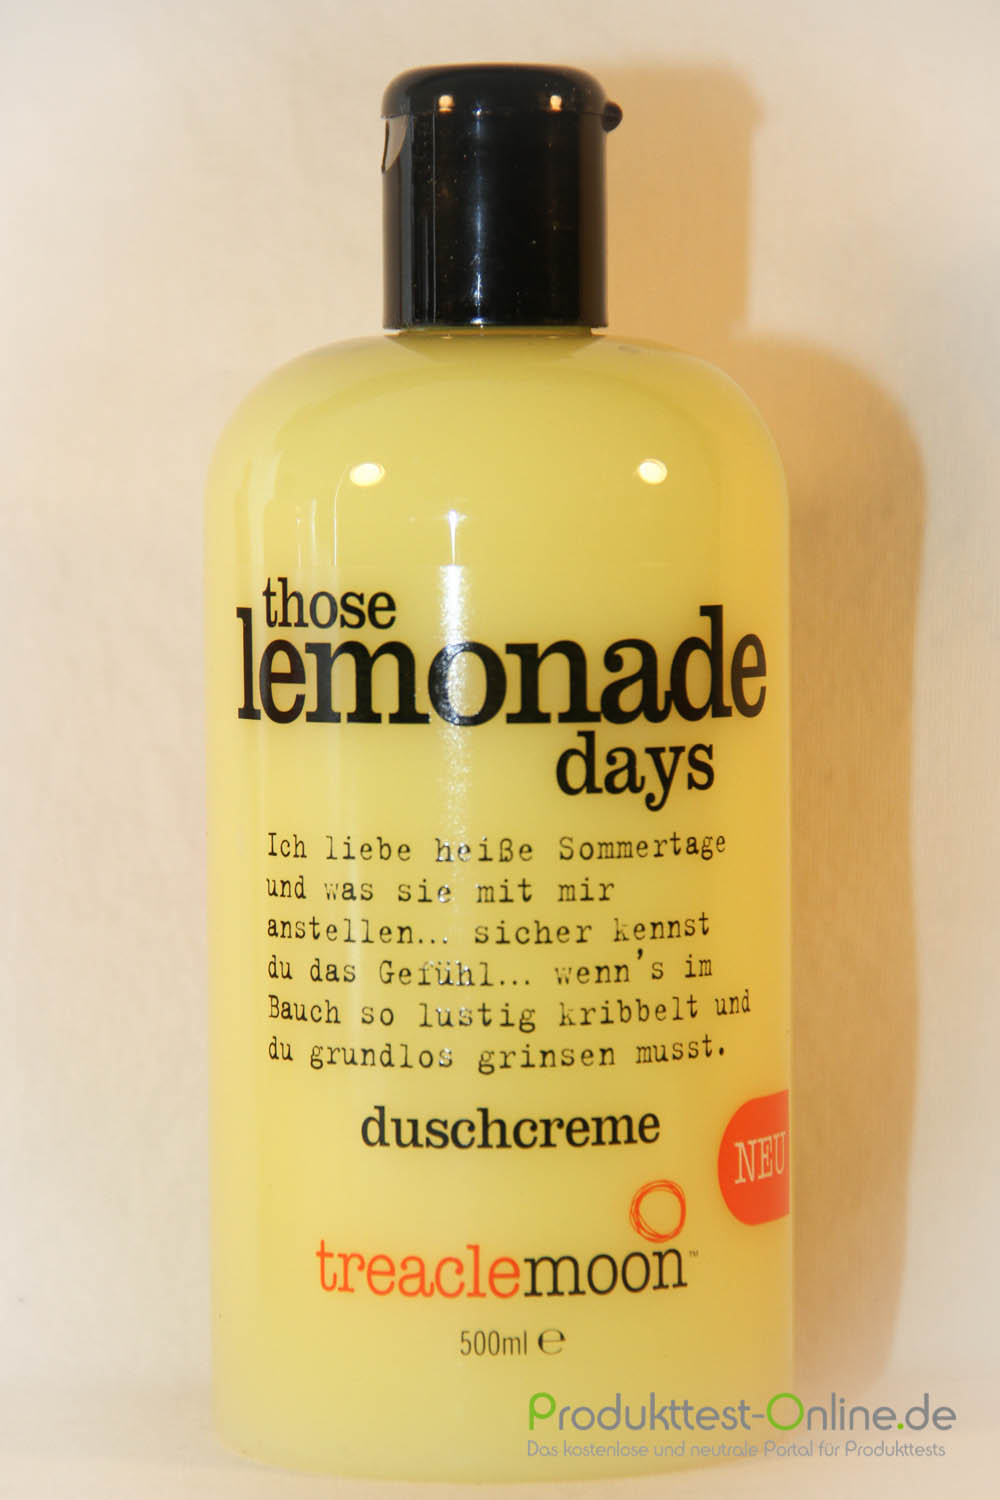 those
lemonade
days
Ich liebe heiße Sommertage
und was sie mit mir
anstellen... sicher kennst
du das Gefühl... wenn's im
Bauch so lustig kribbelt und
du grundlos grinsen musst.
duschcreme
NEU
treaclemoon™
500ml ℮
Produkttest-Online.de
Das kostenlose und neutrale Portal für Produkttests